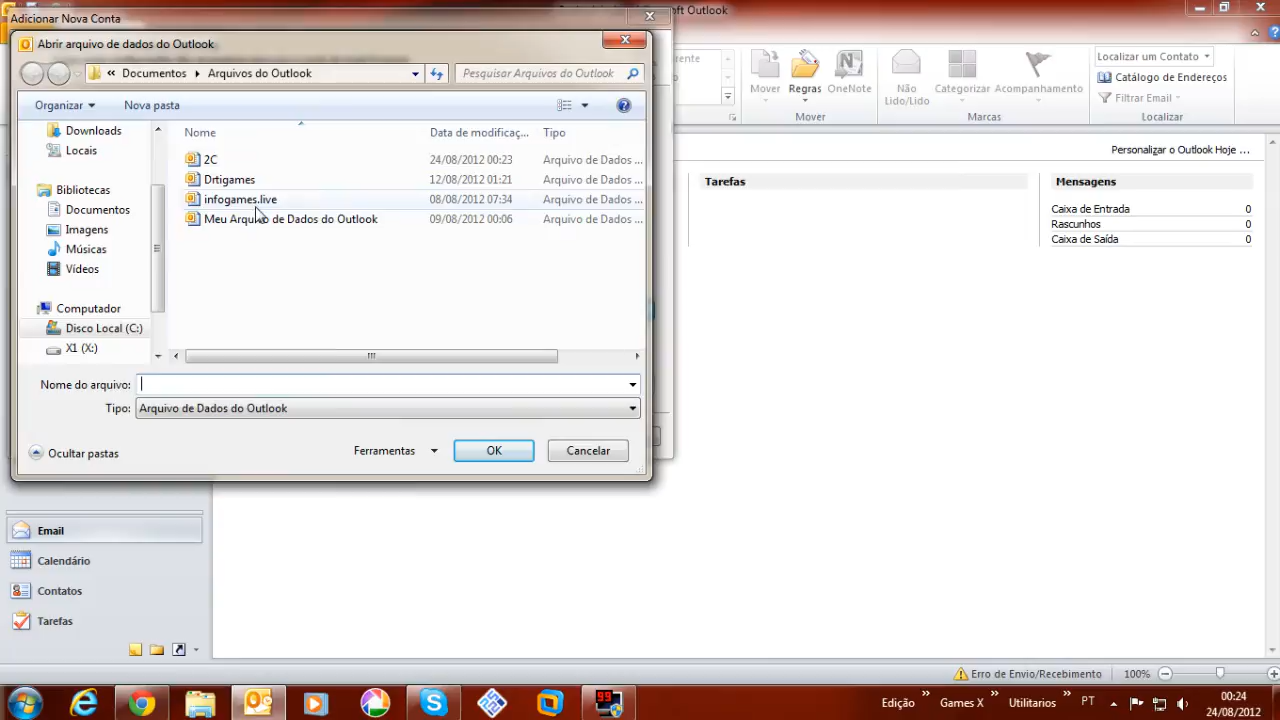 Adicionar Nova Conta
Microsoft Outlook
Abrir arquivo de dados do Outlook
« Documentos Arquivos do Outlook
Pesquisar Arquivos do Outlook
Organizar Nova pasta
Downloads
Locais
Bibliotecas
Documentos
Imagens
Músicas
Vídeos
Computador
Disco Local (C:)
X1 (X:)
Nome Data de modificaç... Tipo
2C 24/08/2012 00:23 Arquivo de Dados ...
Drtigames 12/08/2012 01:21 Arquivo de Dados ...
infogames.live 08/08/2012 07:34 Arquivo de Dados ...
Meu Arquivo de Dados do Outlook 09/08/2012 00:06 Arquivo de Dados ...
Nome do arquivo:
Tipo: Arquivo de Dados do Outlook
Ocultar pastas
Ferramentas OK Cancelar
Mover Regras OneNote
Mover
Não Lido/Lido
Categorizar Acompanhamento
Marcas
Localizar um Contato
Catálogo de Endereços
Filtrar Email
Localizar
Personalizar o Outlook Hoje ...
Tarefas
Mensagens
Caixa de Entrada 0
Rascunhos 0
Caixa de Saída 0
Email
Calendário
Contatos
Tarefas
Erro de Envio/Recebimento 100%
99
Edição » Games X » Utilitarios » PT
00:24
24/08/2012